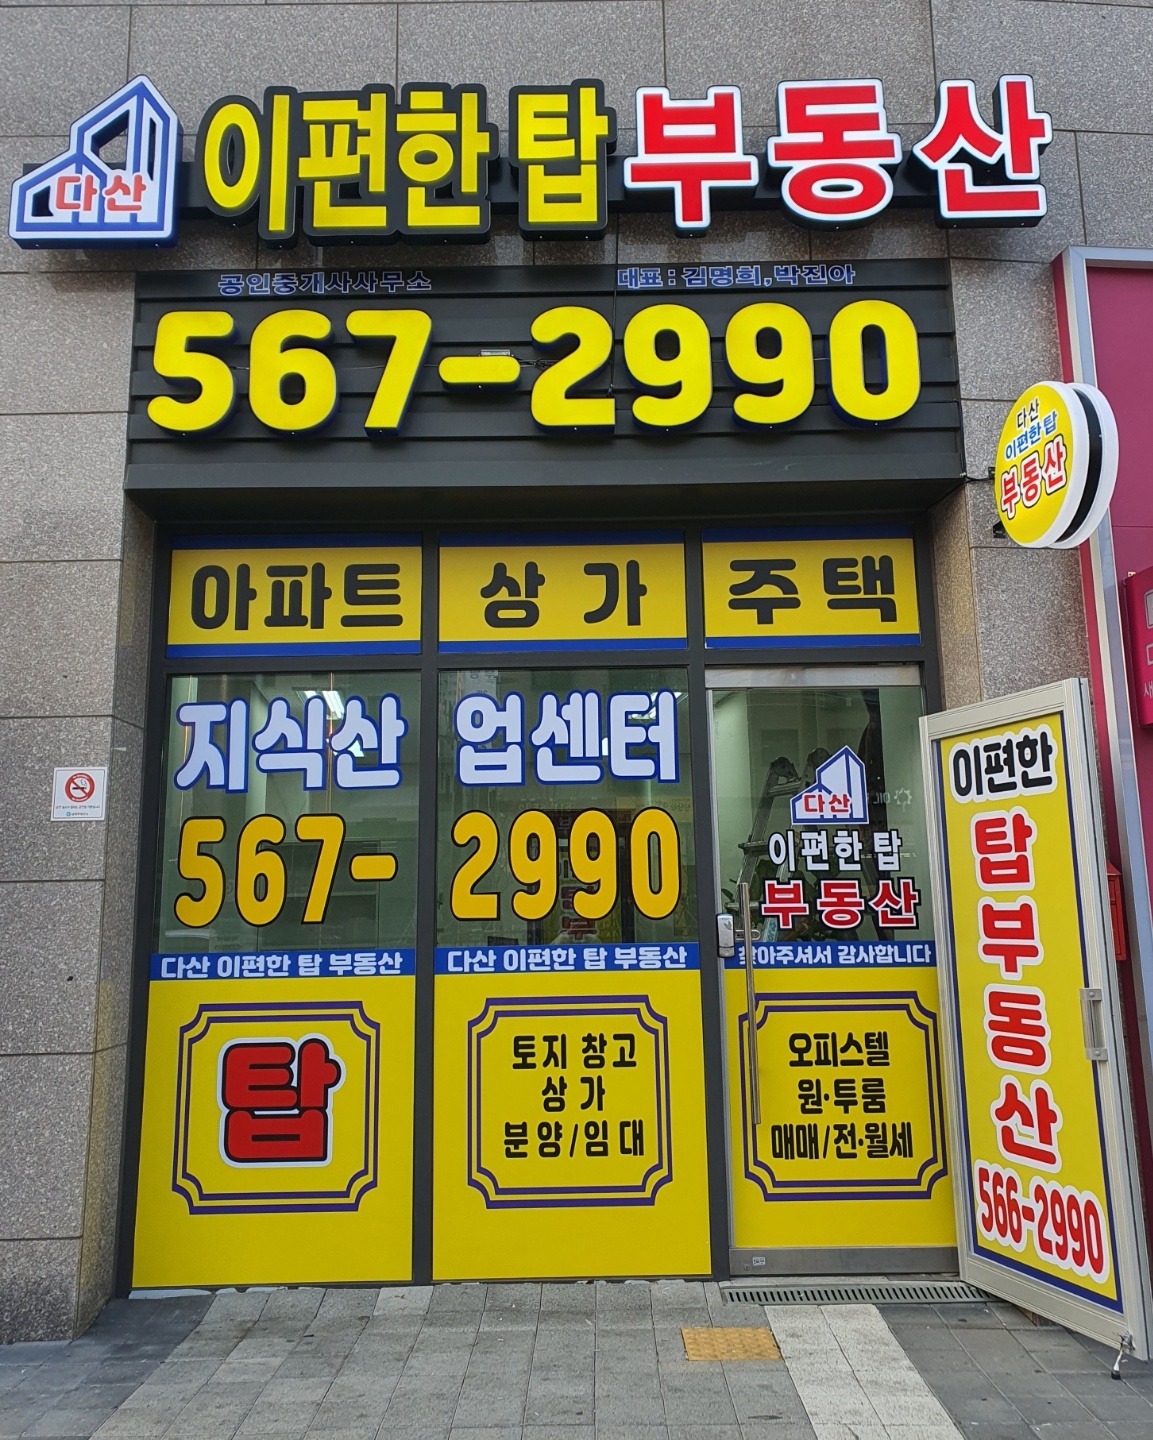 다산
이편한 탑 부동산
공인중개사사무소 대표 : 김명희, 박진아
567-2990
다산
이편한 탑
부동산
아파트 상가 주택
지식산업센터
567-2990
다산
이편한 탑
부동산
다산 이편한 탑 부동산
다산 이편한 탑 부동산
찾아주셔서 감사합니다
탑
토지 창고
상가
분양/임대
오피스텔
원·투룸
매매/전·월세
이편한
탑
부
동
산
566-2990